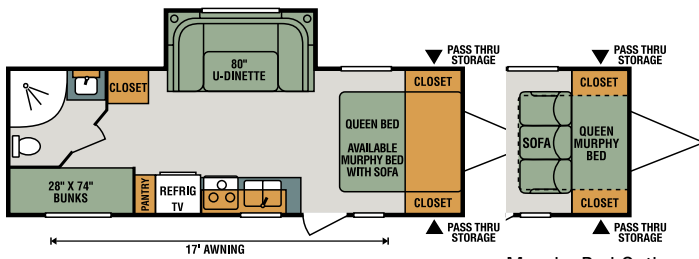 80"
U-DINETTE
PASS THRU
STORAGE
PASS THRU
STORAGE
CLOSET
CLOSET
CLOSET
QUEEN BED
AVAILABLE
MURPHY BED
WITH SOFA
SOFA
QUEEN
MURPHY
BED
28" X 74"
BUNKS
PANTRY
REFRIG
TV
CLOSET
CLOSET
PASS THRU
STORAGE
PASS THRU
STORAGE
17' AWNING